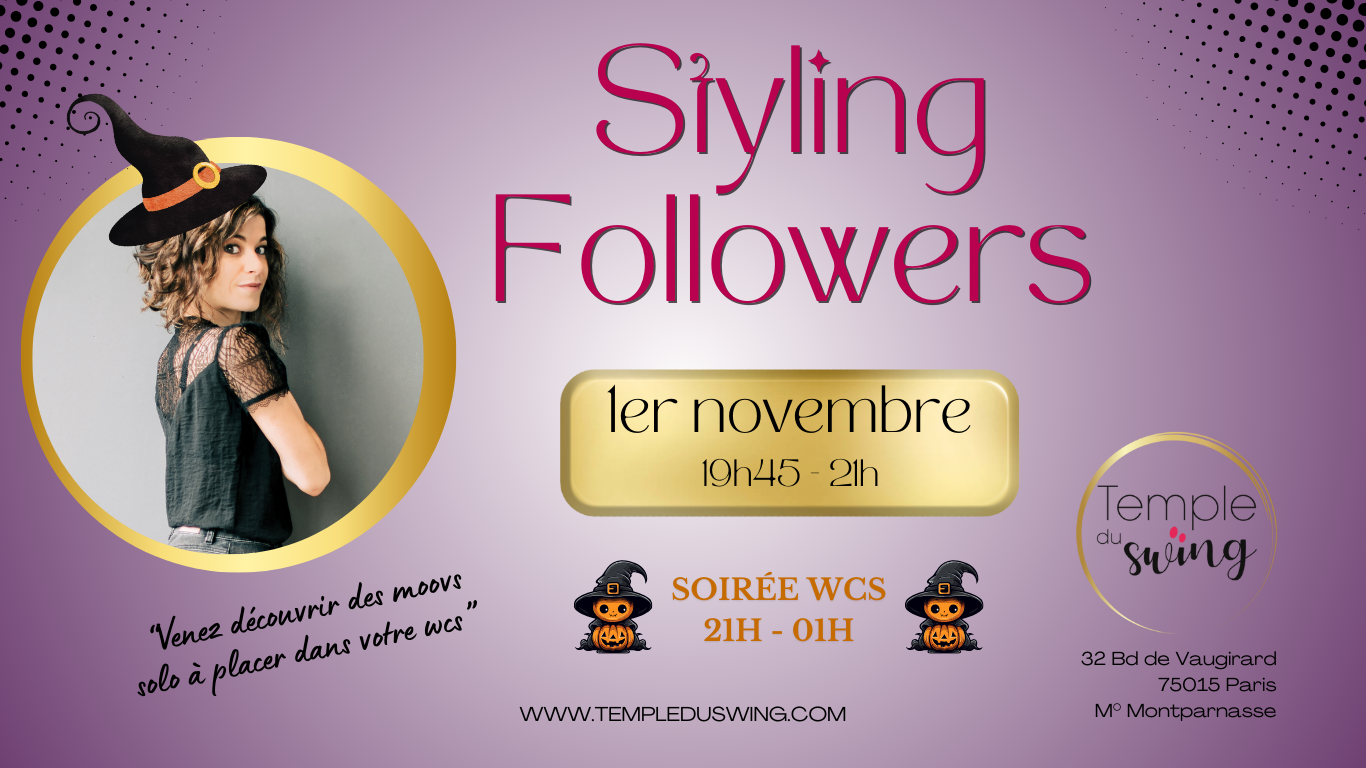 Styling
Followers
1er novembre
19h45 - 21h
"Venez découvrir des moovs
solo à placer dans votre wcs"
SOIRÉE WCS
21H - 01H
WWW.TEMPLEDUSWING.COM
Temple
du swing
32 Bd de Vaugirard
75015 Paris
M° Montparnasse